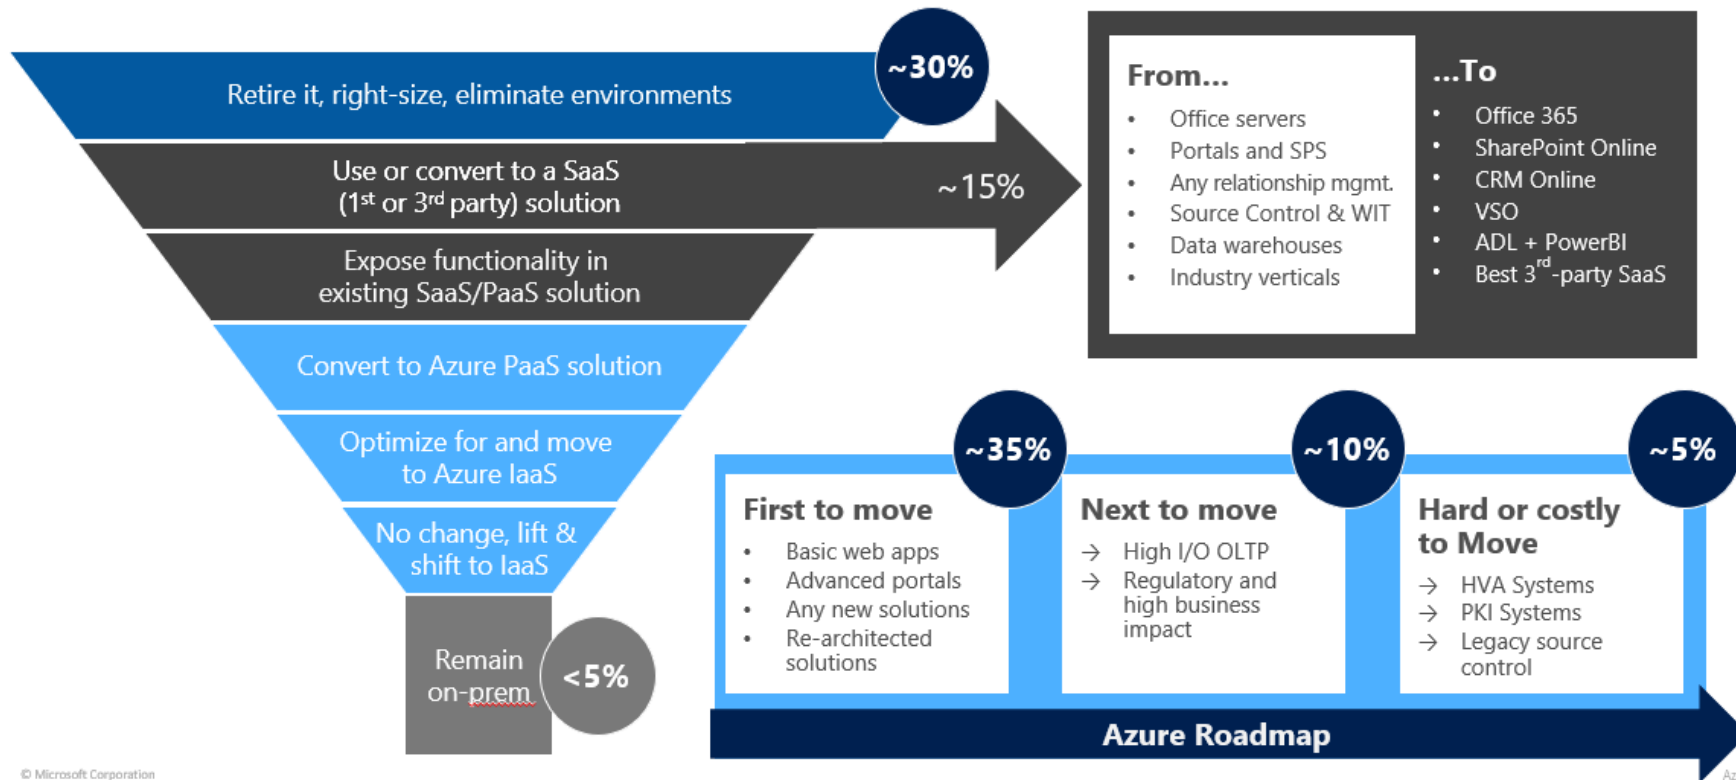 Retire it, right-size, eliminate environments
~30%
Use or convert to a SaaS
(1st or 3rd party) solution
~15%
Expose functionality in
existing SaaS/PaaS solution
Convert to Azure PaaS solution
Optimize for and move
to Azure IaaS
No change, lift &
shift to IaaS
Remain
on-prem
<5%
From...
• Office servers
• Portals and SPS
• Any relationship mgmt.
• Source Control & WIT
• Data warehouses
• Industry verticals
...To
• Office 365
• SharePoint Online
• CRM Online
• VSO
• ADL + PowerBI
• Best 3rd-party SaaS
~35%
First to move
• Basic web apps
• Advanced portals
• Any new solutions
• Re-architected
solutions
~10%
Next to move
→ High I/O OLTP
→ Regulatory and
high business
impact
~5%
Hard or costly
to Move
→ HVA Systems
→ PKI Systems
→ Legacy source
control
Azure Roadmap
© Microsoft Corporation